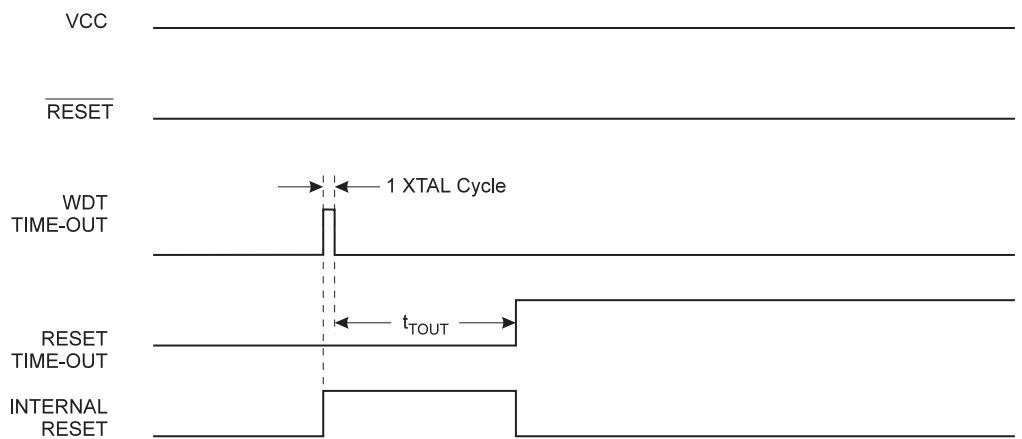 VCC
RESET
1 XTAL Cycle
WDT
TIME-OUT
tTOUT
RESET
TIME-OUT
INTERNAL
RESET